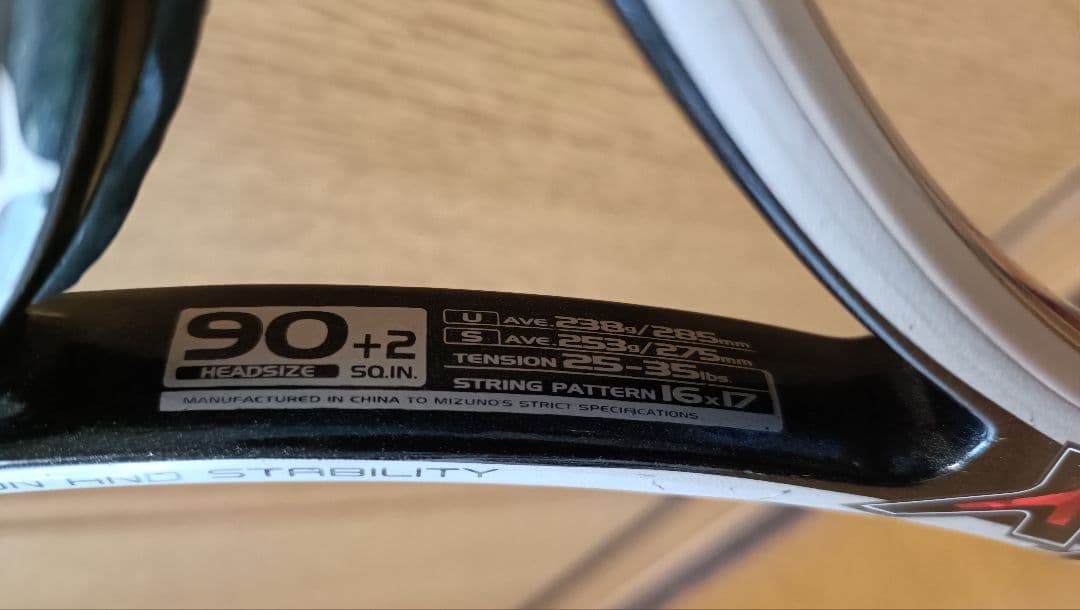 90+2
HEADSIZE SQ.IN.
U AVE.238g/285mm
S AVE.253g/275mm
TENSION 25-35lbs.
STRING PATTERN 16x17
MANUFACTURED IN CHINA TO MIZUNO'S STRICT SPECIFICATIONS
AND STABILITY
X